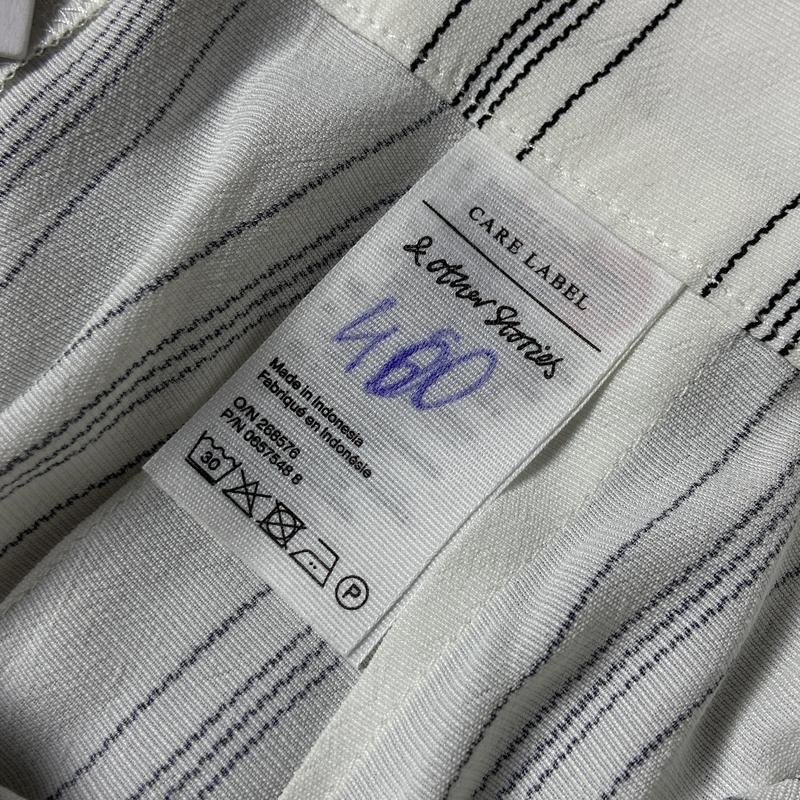 CARE LABEL
& other Stories
460
Made in Indonesia
Fabriqué en Indonésie
O/N 268576
P/N 0657548 8
30
P